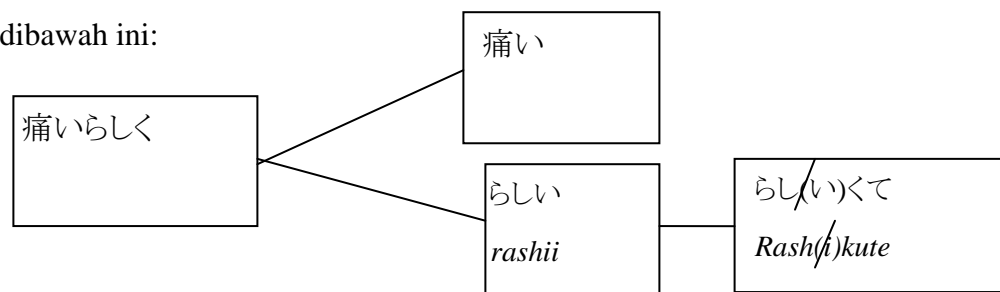 dibawah ini:
痛い
痛いらしく
らしい
rashii
らし(い)くて
Rash(i)kute